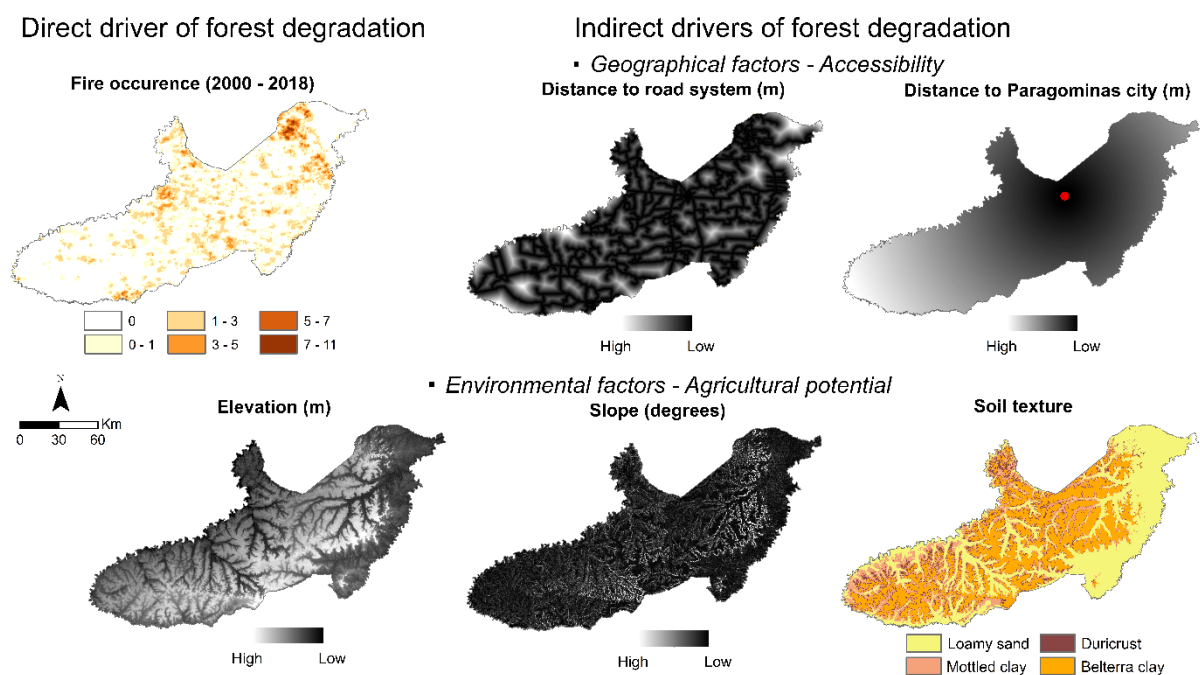 Direct driver of forest degradation
Indirect drivers of forest degradation
▪ Geographical factors - Accessibility
Fire occurence (2000 - 2018)
Distance to road system (m)
Distance to Paragominas city (m)
0
1 - 3
5 - 7
0 - 1
3 - 5
7 - 11
High Low
High Low
▪ Environmental factors - Agricultural potential
N
Km
0 30 60
Elevation (m)
Slope (degrees)
Soil texture
High Low
High Low
Loamy sand
Duricrust
Mottled clay
Belterra clay